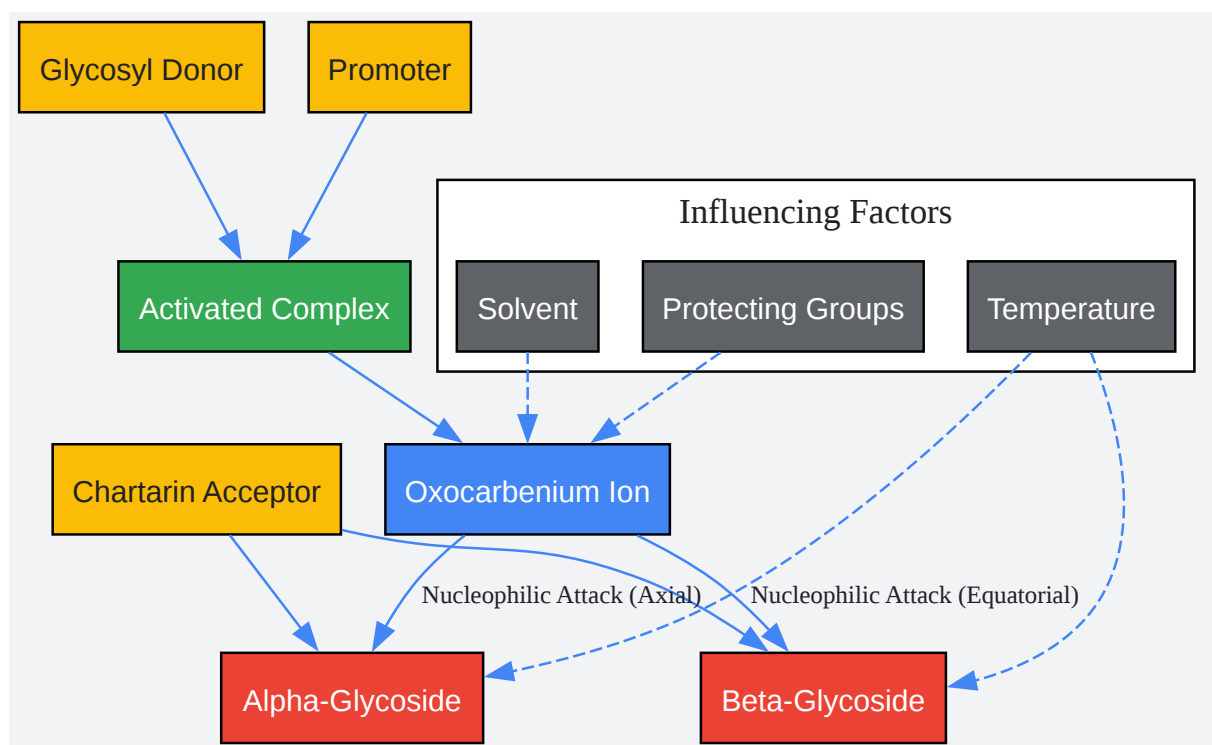 Glycosyl Donor
Promoter
Influencing Factors
Activated Complex
Solvent
Protecting Groups
Temperature
Chartarin Acceptor
Oxocarbenium Ion
Nucleophilic Attack (Axial)
Nucleophilic Attack (Equatorial)
Alpha-Glycoside
Beta-Glycoside